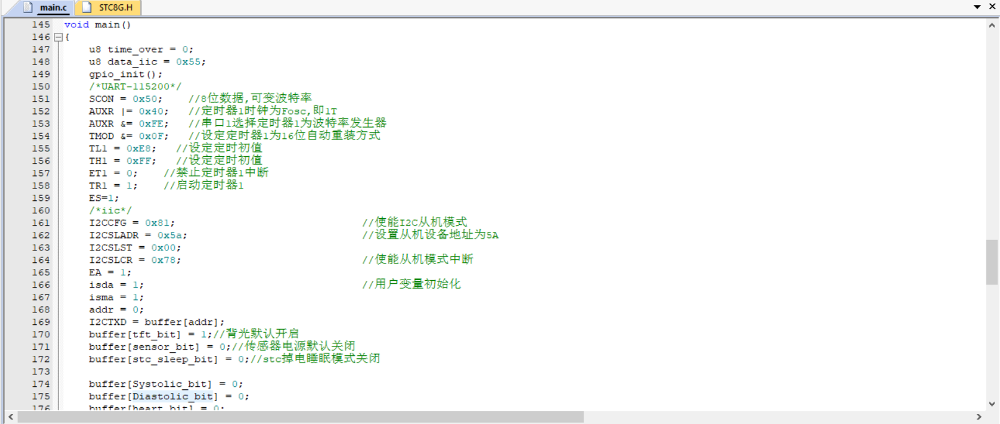 main.c STC8G.H
145 void main()
146 {
147 u8 time_over = 0;
148 u8 data_iic = 0x55;
149 gpio_init();
150 /*UART-115200*/
151 SCON = 0x50; //8位数据,可变波特率
152 AUXR |= 0x40; //定时器1时钟为Fosc,即1T
153 AUXR &= 0xFE; //串口1选择定时器1为波特率发生器
154 TMOD &= 0x0F; //设定定时器1为16位自动重装方式
155 TL1 = 0xE8; //设定定时初值
156 TH1 = 0xFF; //设定定时初值
157 ET1 = 0; //禁止定时器1中断
158 TR1 = 1; //启动定时器1
159 ES=1;
160 /*iic*/
161 I2CCFG = 0x81; //使能I2C从机模式
162 I2CSLADR = 0x5a; //设置从机设备地址为5A
163 I2CSLST = 0x00;
164 I2CSLCR = 0x78; //使能从机模式中断
165 EA = 1;
166 isda = 1; //用户变量初始化
167 isma = 1;
168 addr = 0;
169 I2CTXD = buffer[addr];
170 buffer[tft_bit] = 1;//背光默认开启
171 buffer[sensor_bit] = 0;//传感器电源默认关闭
172 buffer[stc_sleep_bit] = 0;//stc掉电睡眠模式关闭
173
174 buffer[Systolic_bit] = 0;
175 buffer[Diastolic_bit] = 0;
176 buffer[heart_bit] = 0;